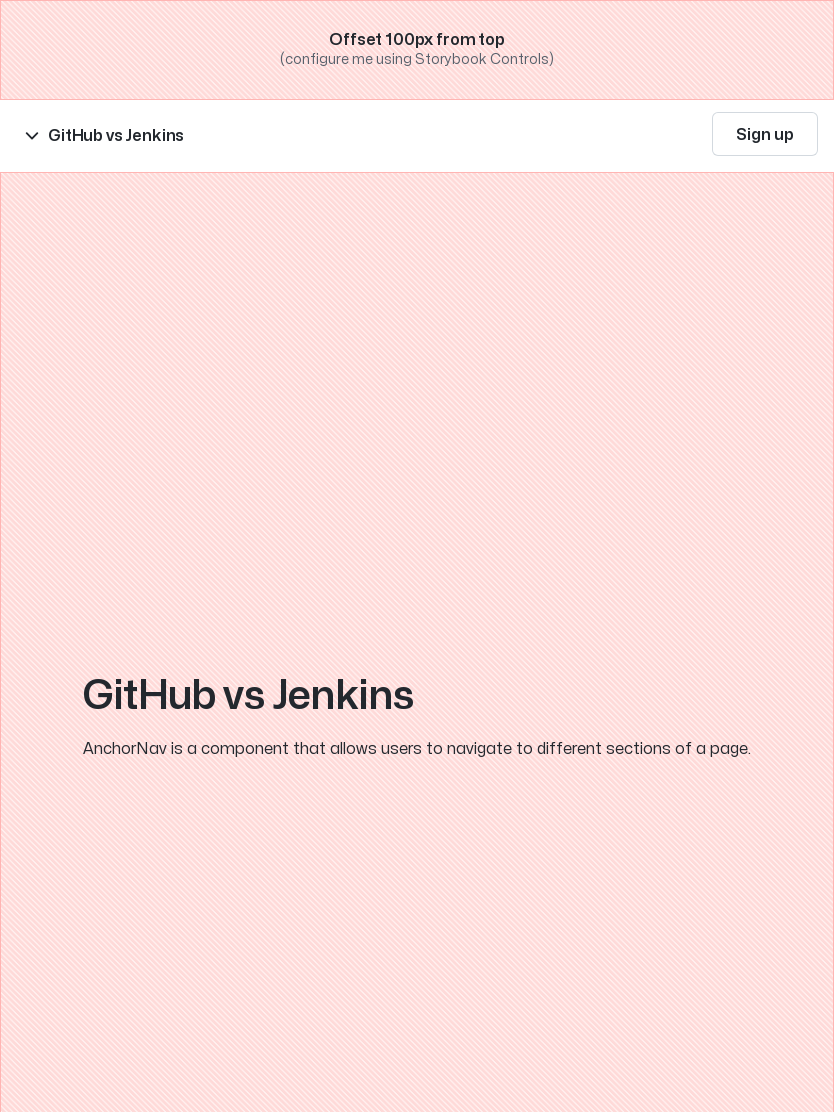 Offset 100px from top
(configure me using Storybook Controls)
GitHub vs Jenkins
Sign up
GitHub vs Jenkins
AnchorNav is a component that allows users to navigate to different sections of a page.